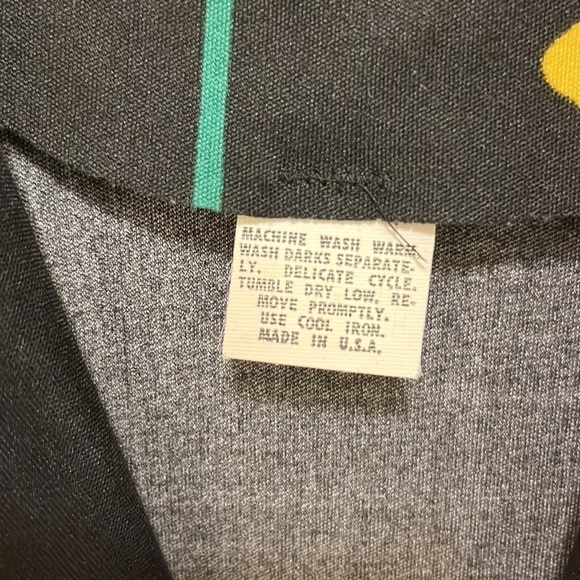 MACHINE WASH WARM.
WASH DARKS SEPARATE-
LY. DELICATE CYCLE.
TUMBLE DRY LOW. RE-
MOVE PROMPTLY.
USE COOL IRON.
MADE IN U.S.A.